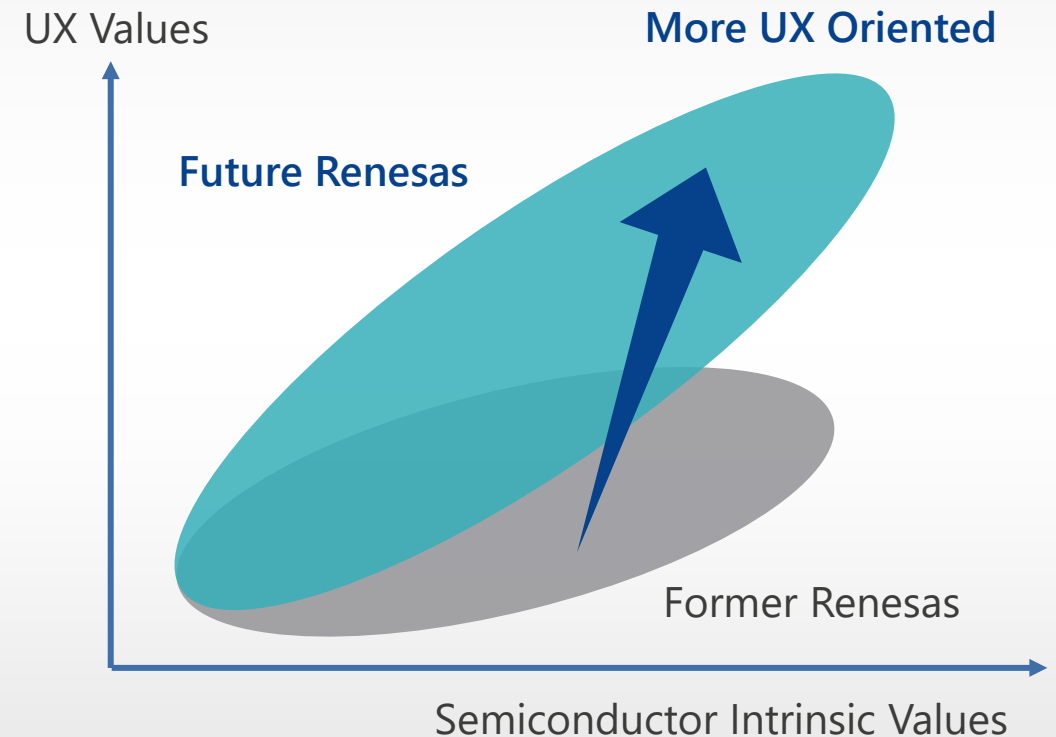 UX Values
More UX Oriented
Future Renesas
Former Renesas
Semiconductor Intrinsic Values